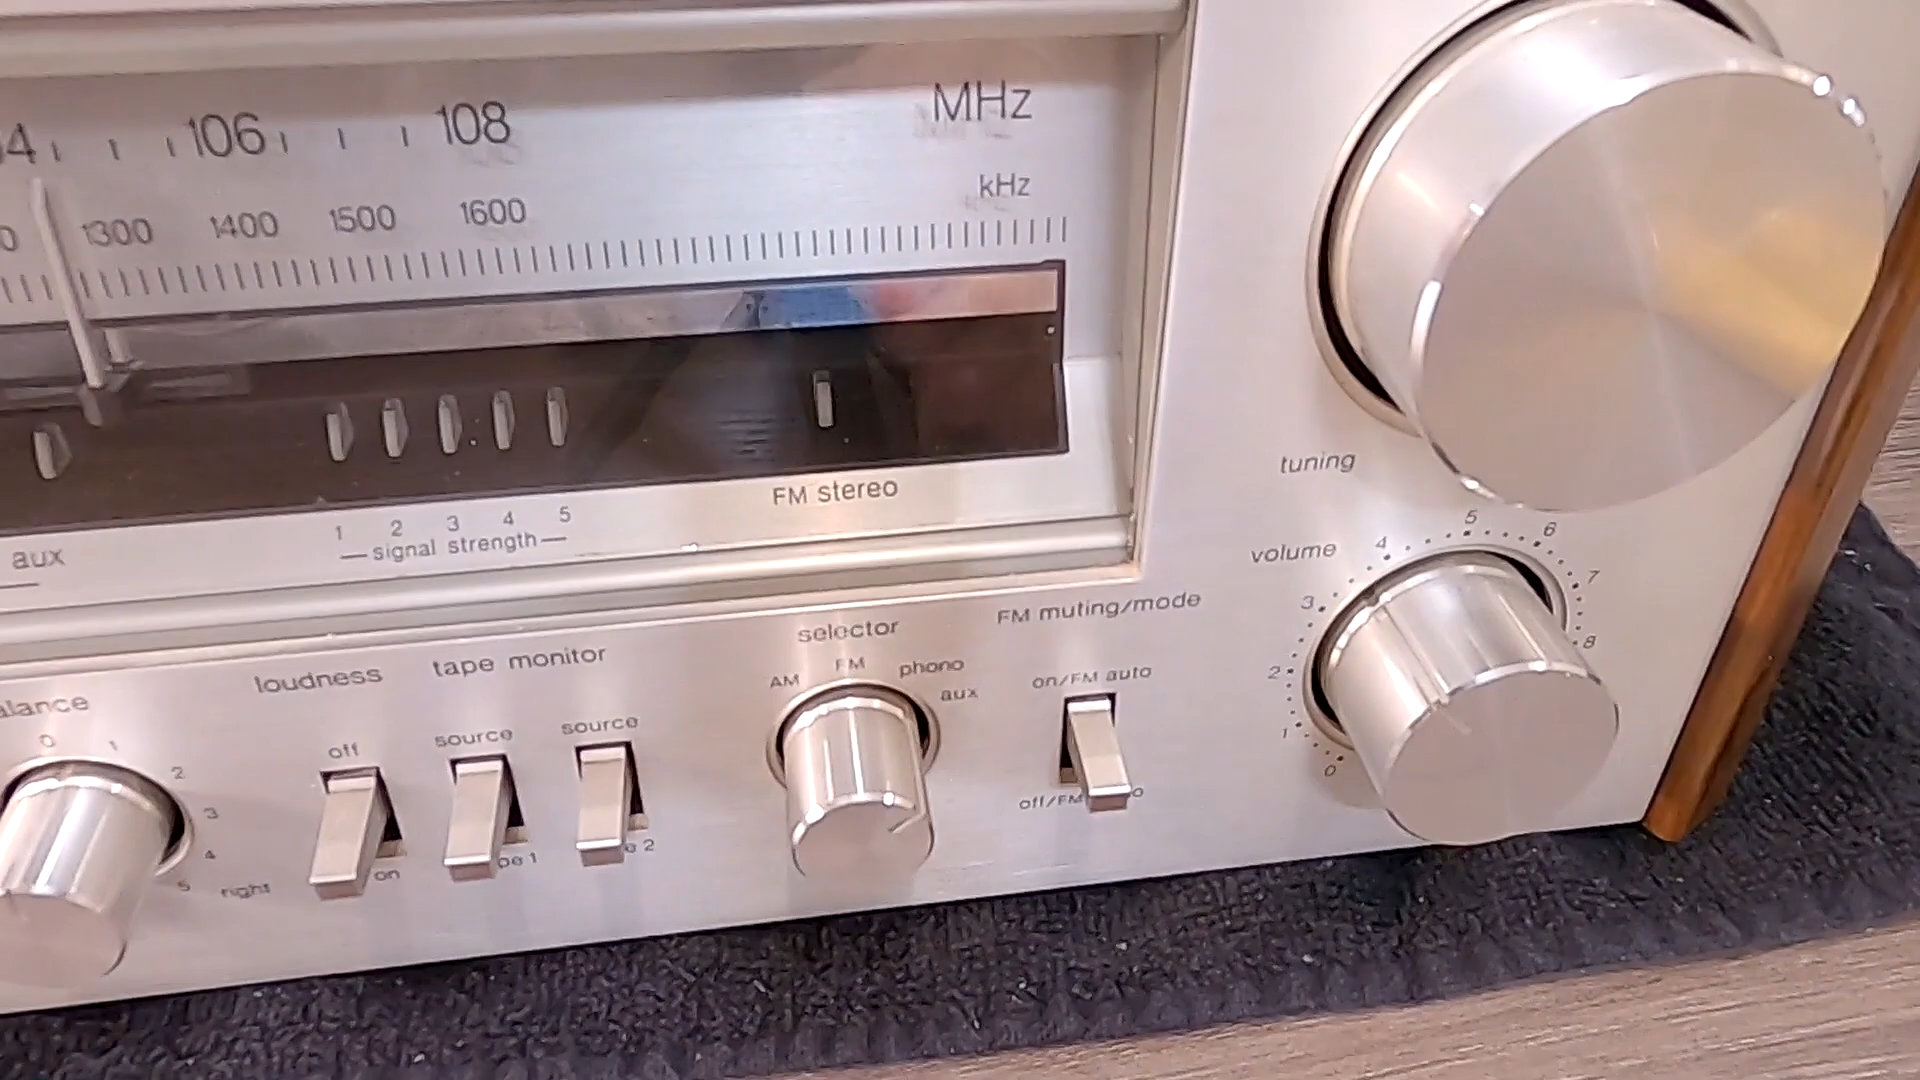 106 108 MHz
1300 1400 1500 1600 kHz
FM stereo
1 2 3 4 5
signal strength
aux
tuning
volume
0 1 2 3 4 5 6 7 8
FM muting/mode
on/FM auto
off/FM
selector
AM FM phono aux
tape monitor
source source
loudness
off
on
0 1 2 3 4 5 right